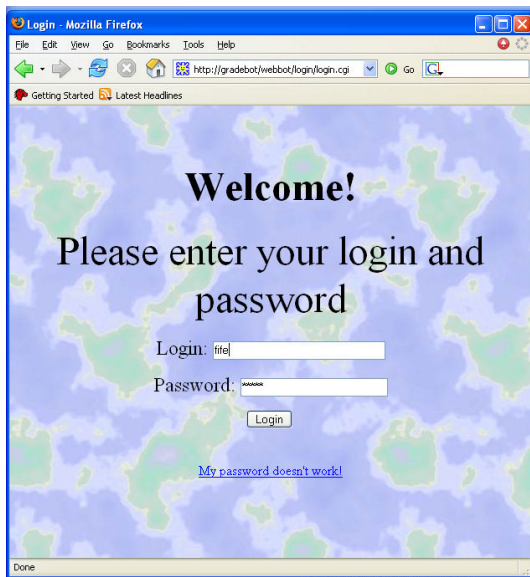 Login - Mozilla Firefox
File Edit View Go Bookmarks Tools Help
http://gradebot/webbot/login/login.cgi Go G
Getting Started Latest Headlines
Welcome!
Please enter your login and
password
Login: fife
Password: *****
Login
My password doesn't work!
Done